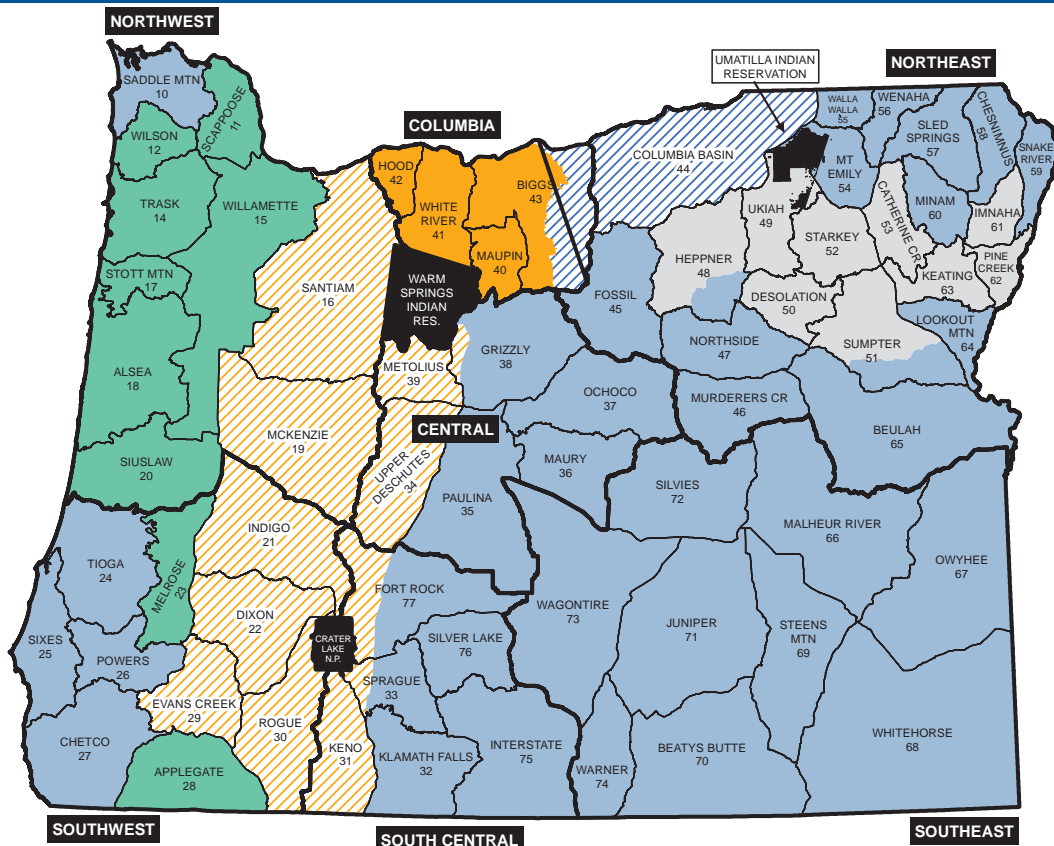 NORTHWEST
SADDLE MTN
10
SCAPPOOSE
11
WILSON
12
TRASK
14
WILLAMETTE
15
STOTT MTN
17
ALSEA
18
SIUSLAW
20
SANTIAM
16
MCKENZIE
19
INDIGO
21
COLUMBIA
HOOD
42
WHITE
RIVER
41
BIGGS
43
MAUPIN
40
WARM
SPRINGS
INDIAN
RES.
UMATILLA INDIAN
RESERVATION
COLUMBIA BASIN
44
NORTHEAST
WALLA
WALLA
55
WENAHA
56
SLED
SPRINGS
57
CHESNIMNUS
58
SNAKE
RIVER
59
MT
EMILY
54
MINAM
60
IMNAHA
61
CATHERINE CR
53
UKIAH
49
STARKEY
52
HEPPNER
48
DESOLATION
50
KEATING
63
PINE
CREEK
62
LOOKOUT
MTN
64
SUMPTER
51
FOSSIL
45
NORTHSIDE
47
MURDERERS CR
46
BEULAH
65
METOLIUS
39
GRIZZLY
38
OCHOCO
37
CENTRAL
MAURY
36
UPPER
DESCHUTES
34
PAULINA
35
SILVIES
72
MALHEUR RIVER
66
OWYHEE
67
TIOGA
24
MELROSE
23
DIXON
22
SIXES
25
POWERS
26
EVANS CREEK
29
CHETCO
27
APPLEGATE
28
ROGUE
30
CRATER
LAKE
N.P.
KENO
31
FORT ROCK
77
SILVER LAKE
76
SPRAGUE
33
KLAMATH FALLS
32
INTERSTATE
75
WAGONTIRE
73
JUNIPER
71
STEENS
MTN
69
WARNER
74
BEATYS BUTTE
70
WHITEHORSE
68
SOUTHWEST
SOUTH CENTRAL
SOUTHEAST